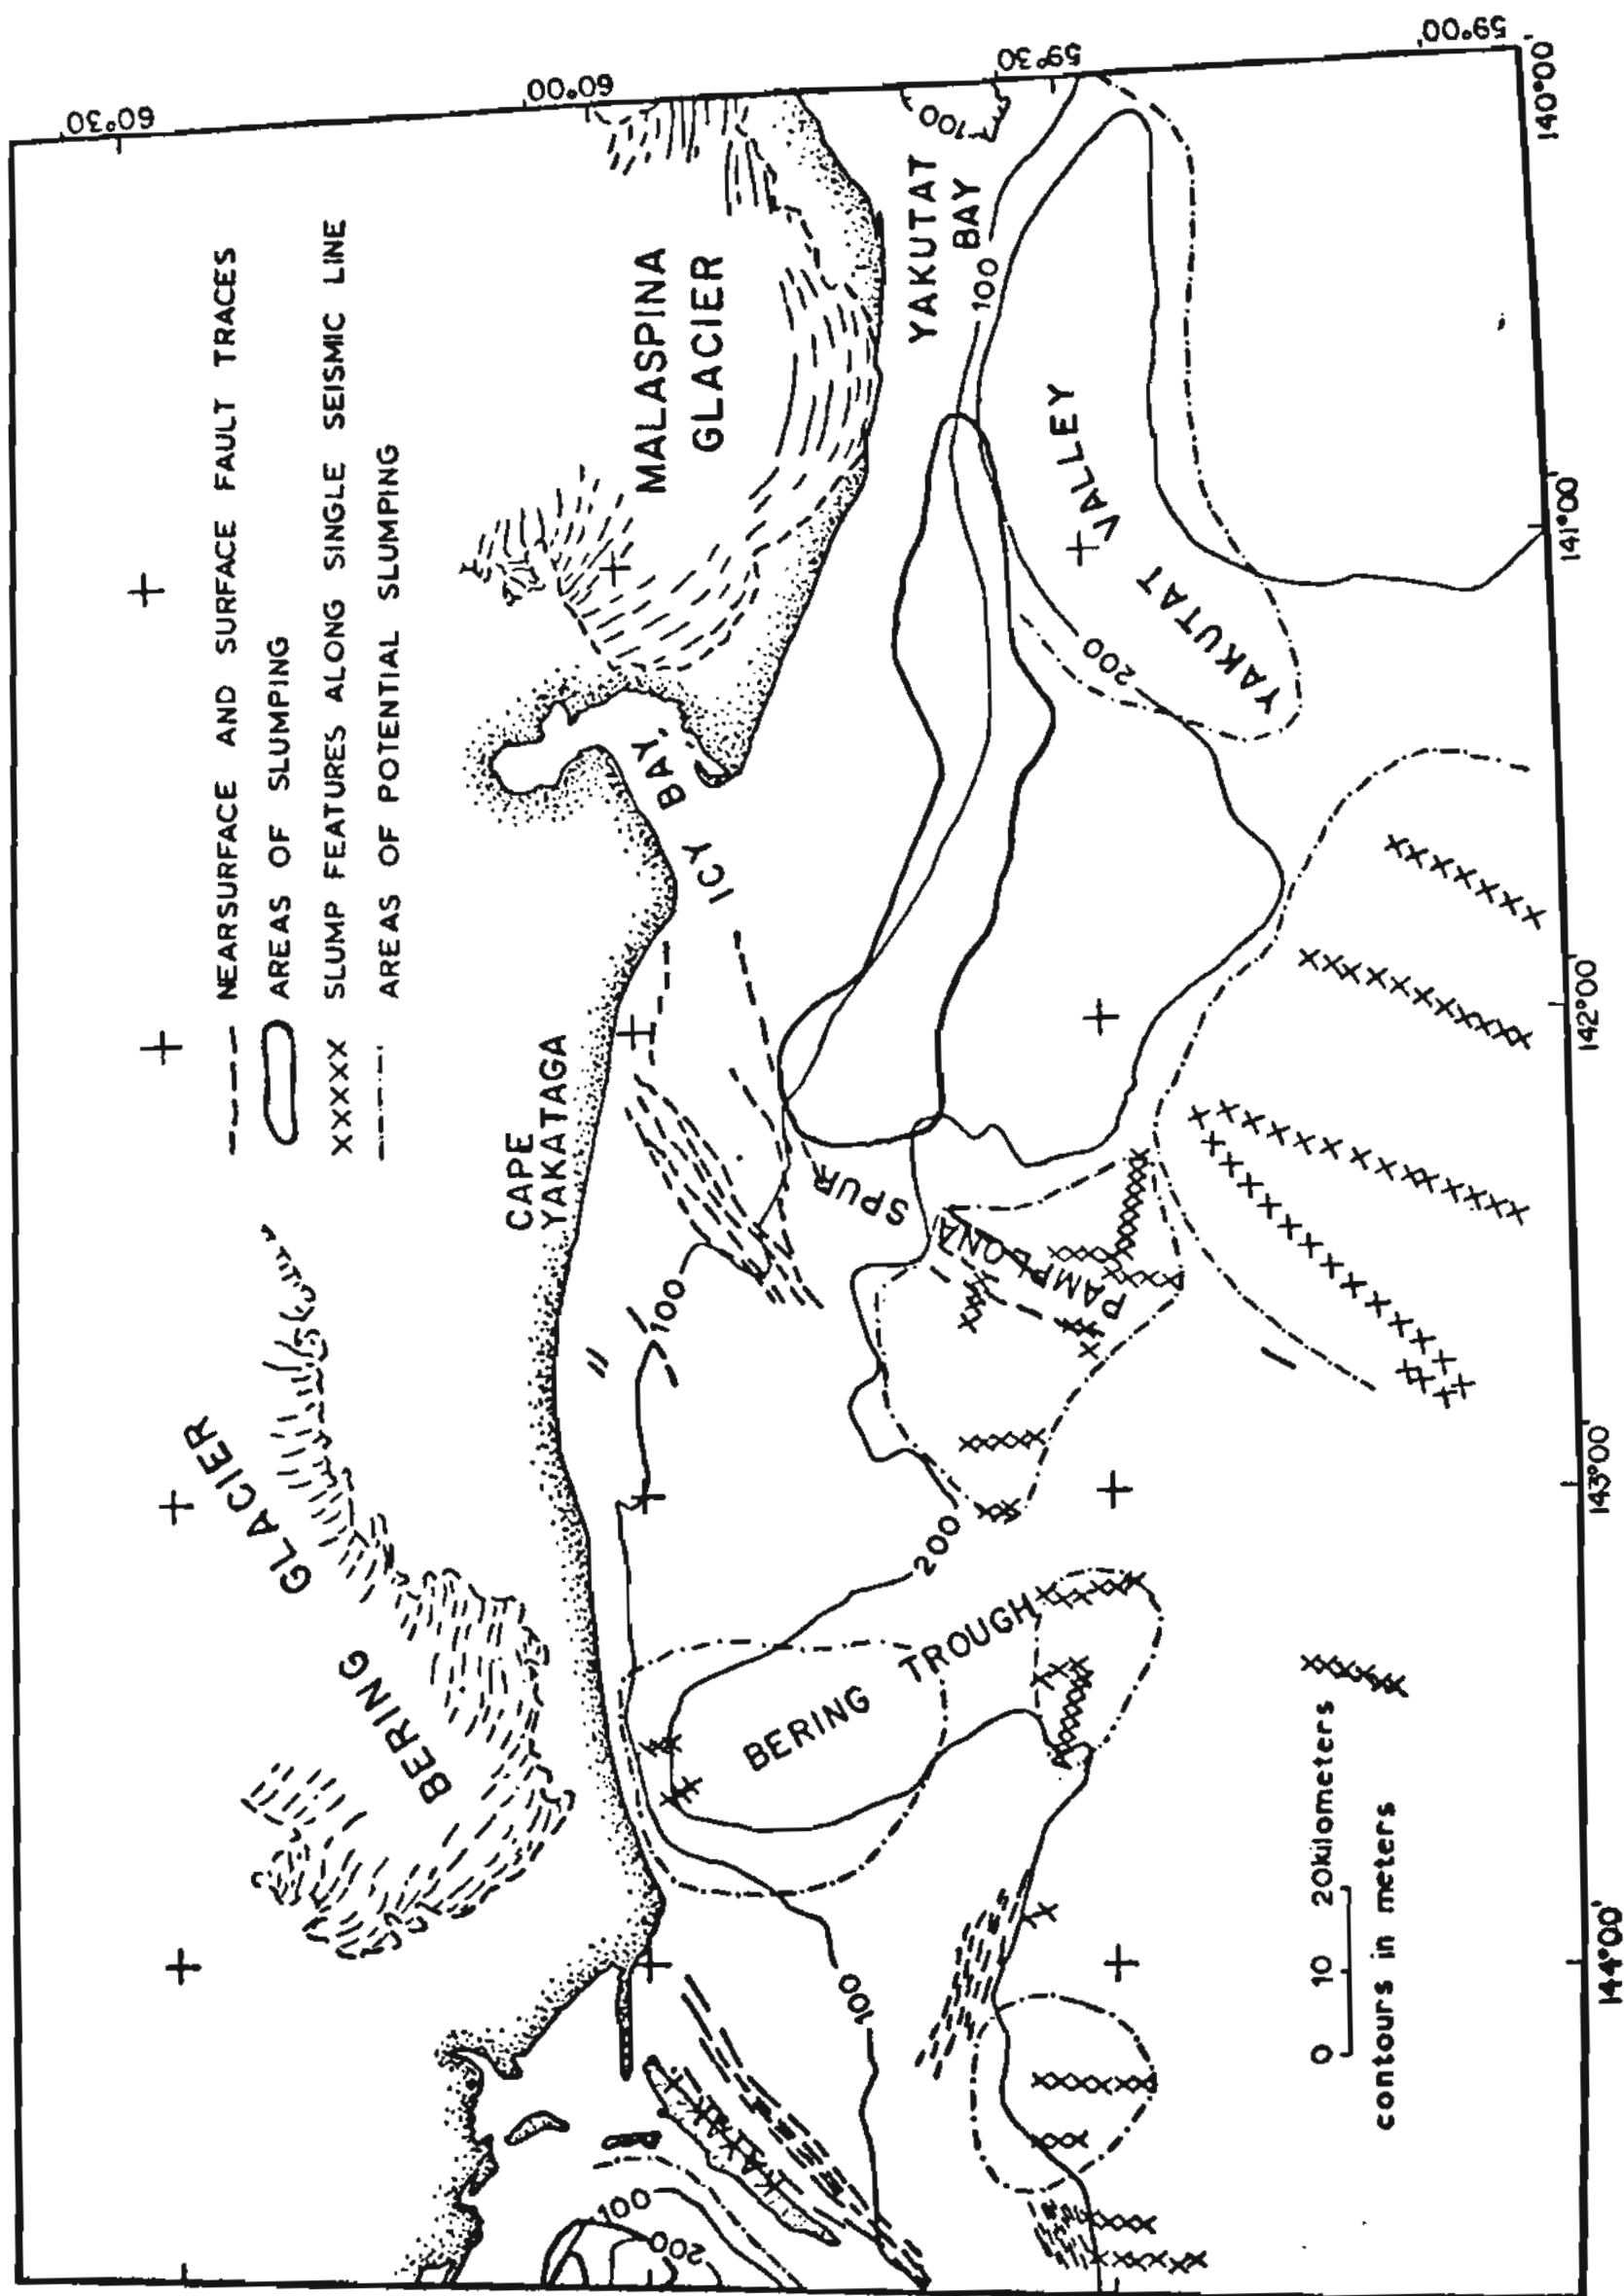 NEARSURFACE AND SURFACE FAULT TRACES
AREAS OF SLUMPING
XXXX SLUMP FEATURES ALONG SINGLE SEISMIC LINE
AREAS OF POTENTIAL SLUMPING
60°30
60°00
59°30
59°00'
BERING GLACIER
MALASPINA
GLACIER
CAPE
YAKATAGA
ICY BAY
YAKUTAT
BAY
KAYAK I
100
200
100
100
100
100
200
200
BERING TROUGH
PAMPLONA SPUR
YAKUTAT VALLEY
0 10 20kilometers
contours in meters
144°00'
143°00'
142°00'
141°00'
140°00'